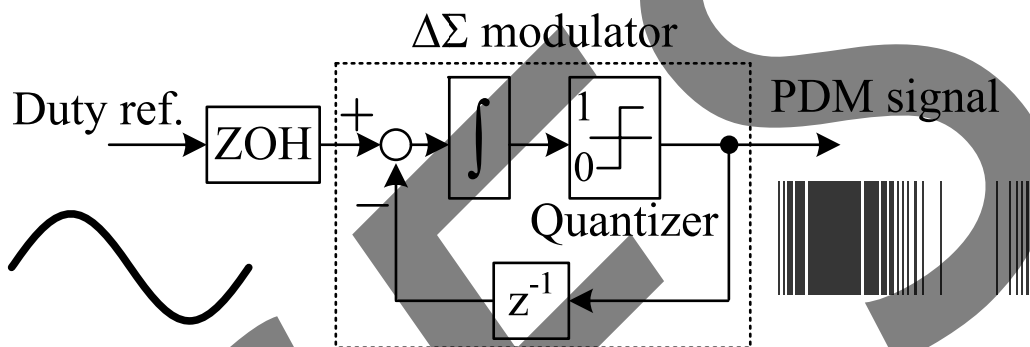 ΔΣ modulator
Duty ref.
ZOH
+
−
∫
1
0
Quantizer
z⁻¹
PDM signal